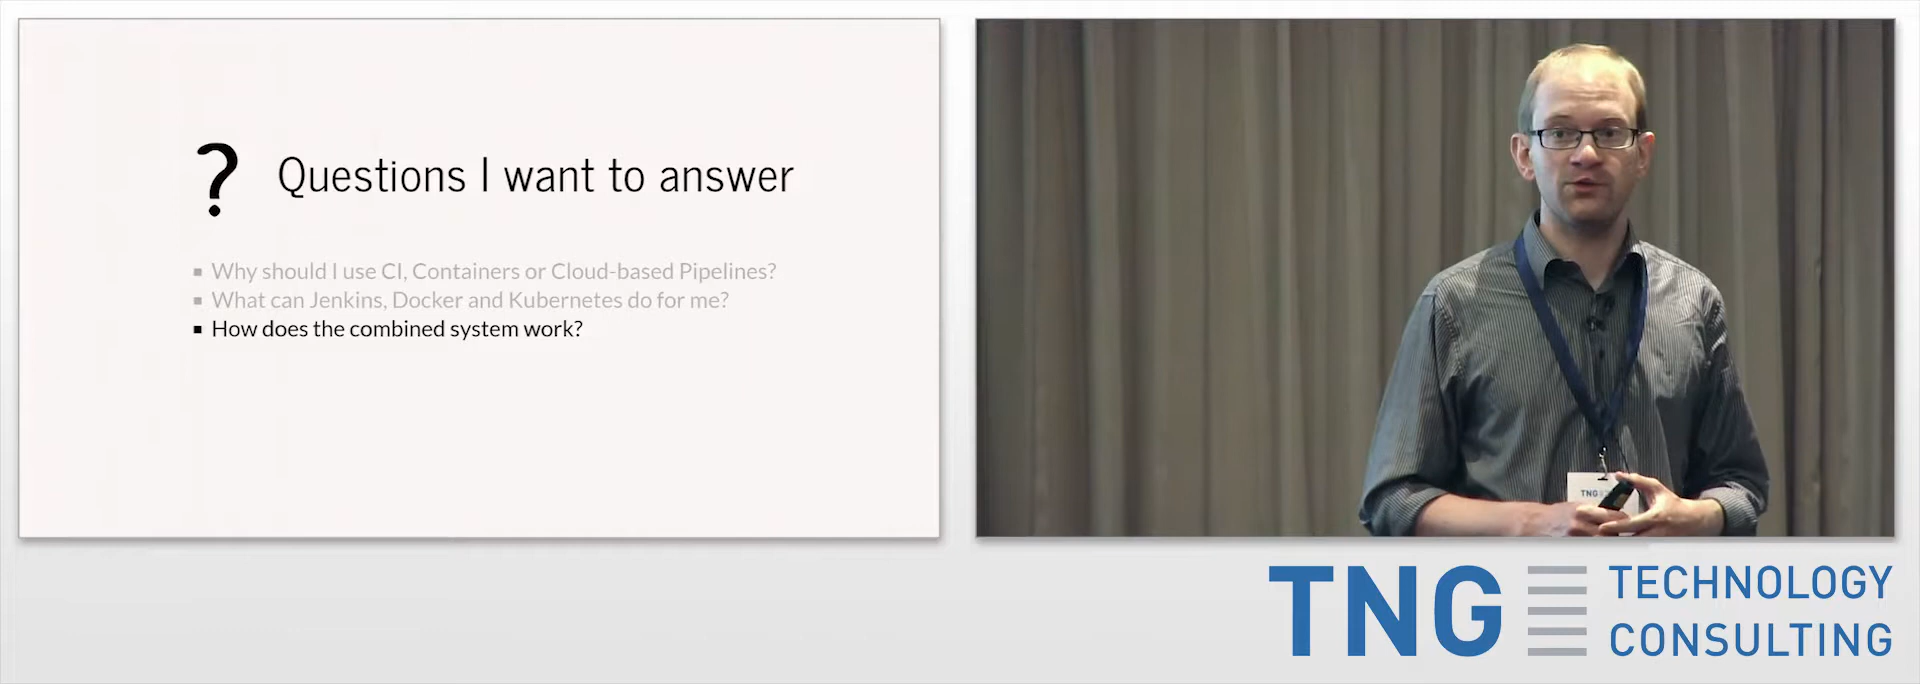 ? Questions I want to answer
Why should I use CI, Containers or Cloud-based Pipelines?
What can Jenkins, Docker and Kubernetes do for me?
How does the combined system work?
TNG
TNG TECHNOLOGY
CONSULTING